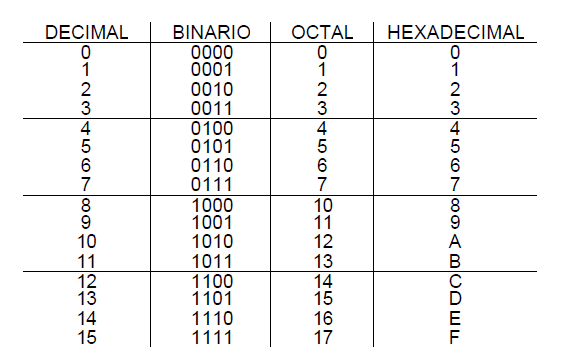 DECIMAL BINARIO OCTAL HEXADECIMAL
0 0000 0 0
1 0001 1 1
2 0010 2 2
3 0011 3 3
4 0100 4 4
5 0101 5 5
6 0110 6 6
7 0111 7 7
8 1000 10 8
9 1001 11 9
10 1010 12 A
11 1011 13 B
12 1100 14 C
13 1101 15 D
14 1110 16 E
15 1111 17 F